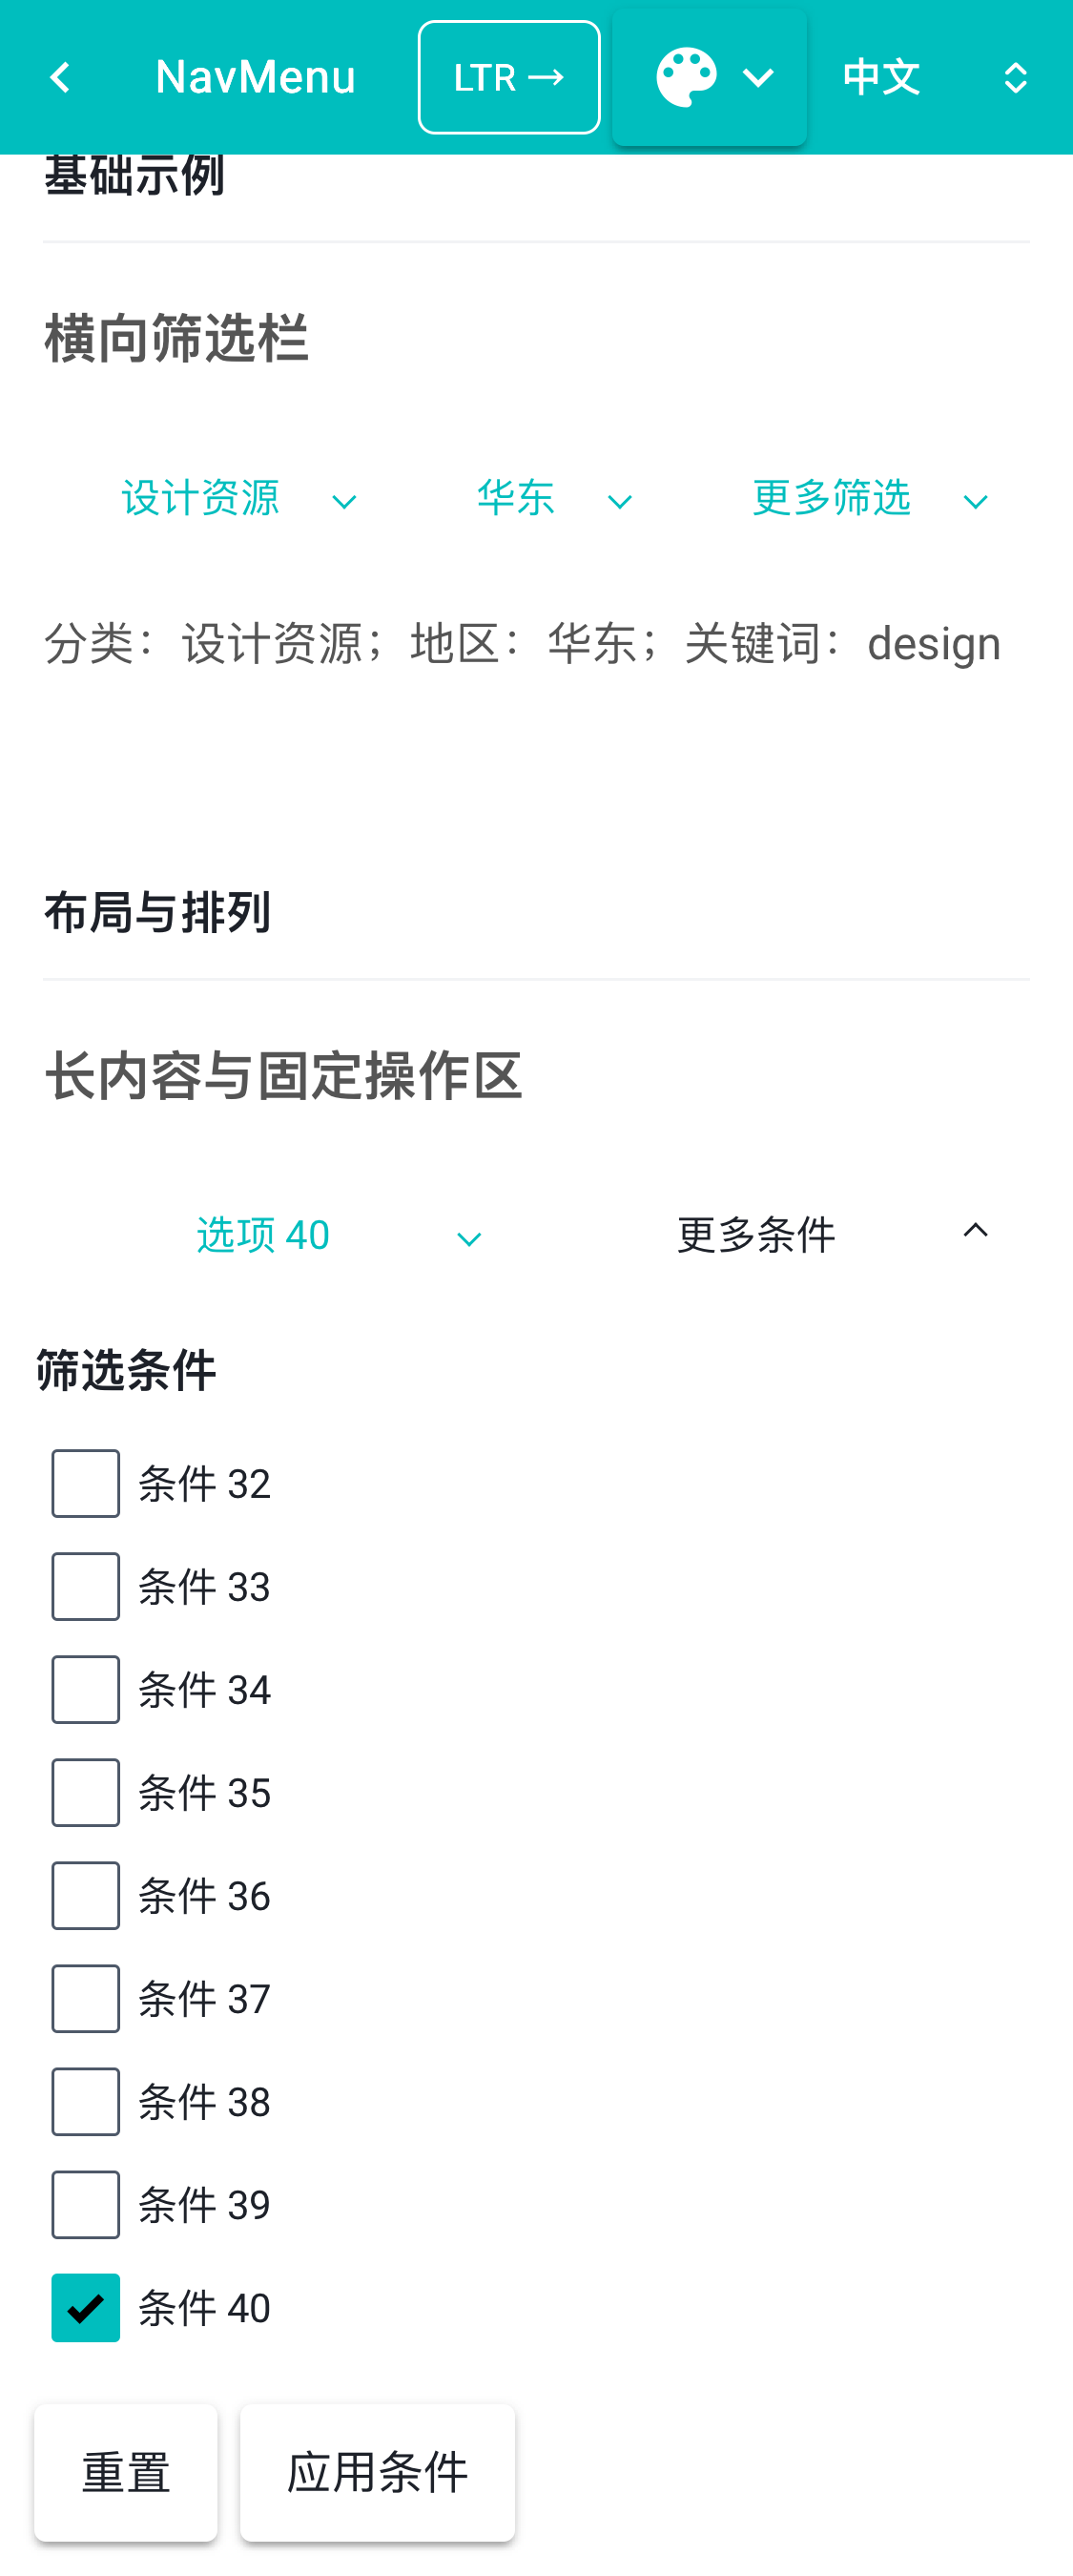 NavMenu
LTR →
中文
基础示例
横向筛选栏
设计资源 华东 更多筛选
分类：设计资源；地区：华东；关键词：design
布局与排列
长内容与固定操作区
选项 40 更多条件
筛选条件
条件 32
条件 33
条件 34
条件 35
条件 36
条件 37
条件 38
条件 39
条件 40
重置 应用条件